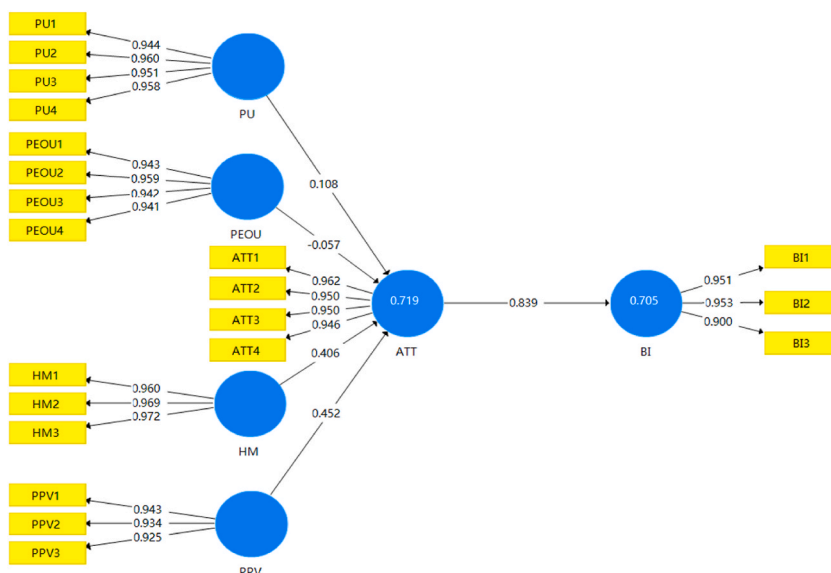 PU1
0.944
PU2
0.960
PU3
0.951
PU4
0.958
PU
PEOU1
0.943
PEOU2
0.959
PEOU3
0.942
PEOU4
0.941
PEOU
0.108
-0.057
ATT1
0.962
ATT2
0.950
ATT3
0.950
ATT4
0.946
0.719
ATT
0.839
0.705
BI
0.951
BI1
0.953
BI2
0.900
BI3
0.406
HM1
0.960
HM2
0.969
HM3
0.972
HM
0.452
PPV1
0.943
PPV2
0.934
PPV3
0.925
PPV